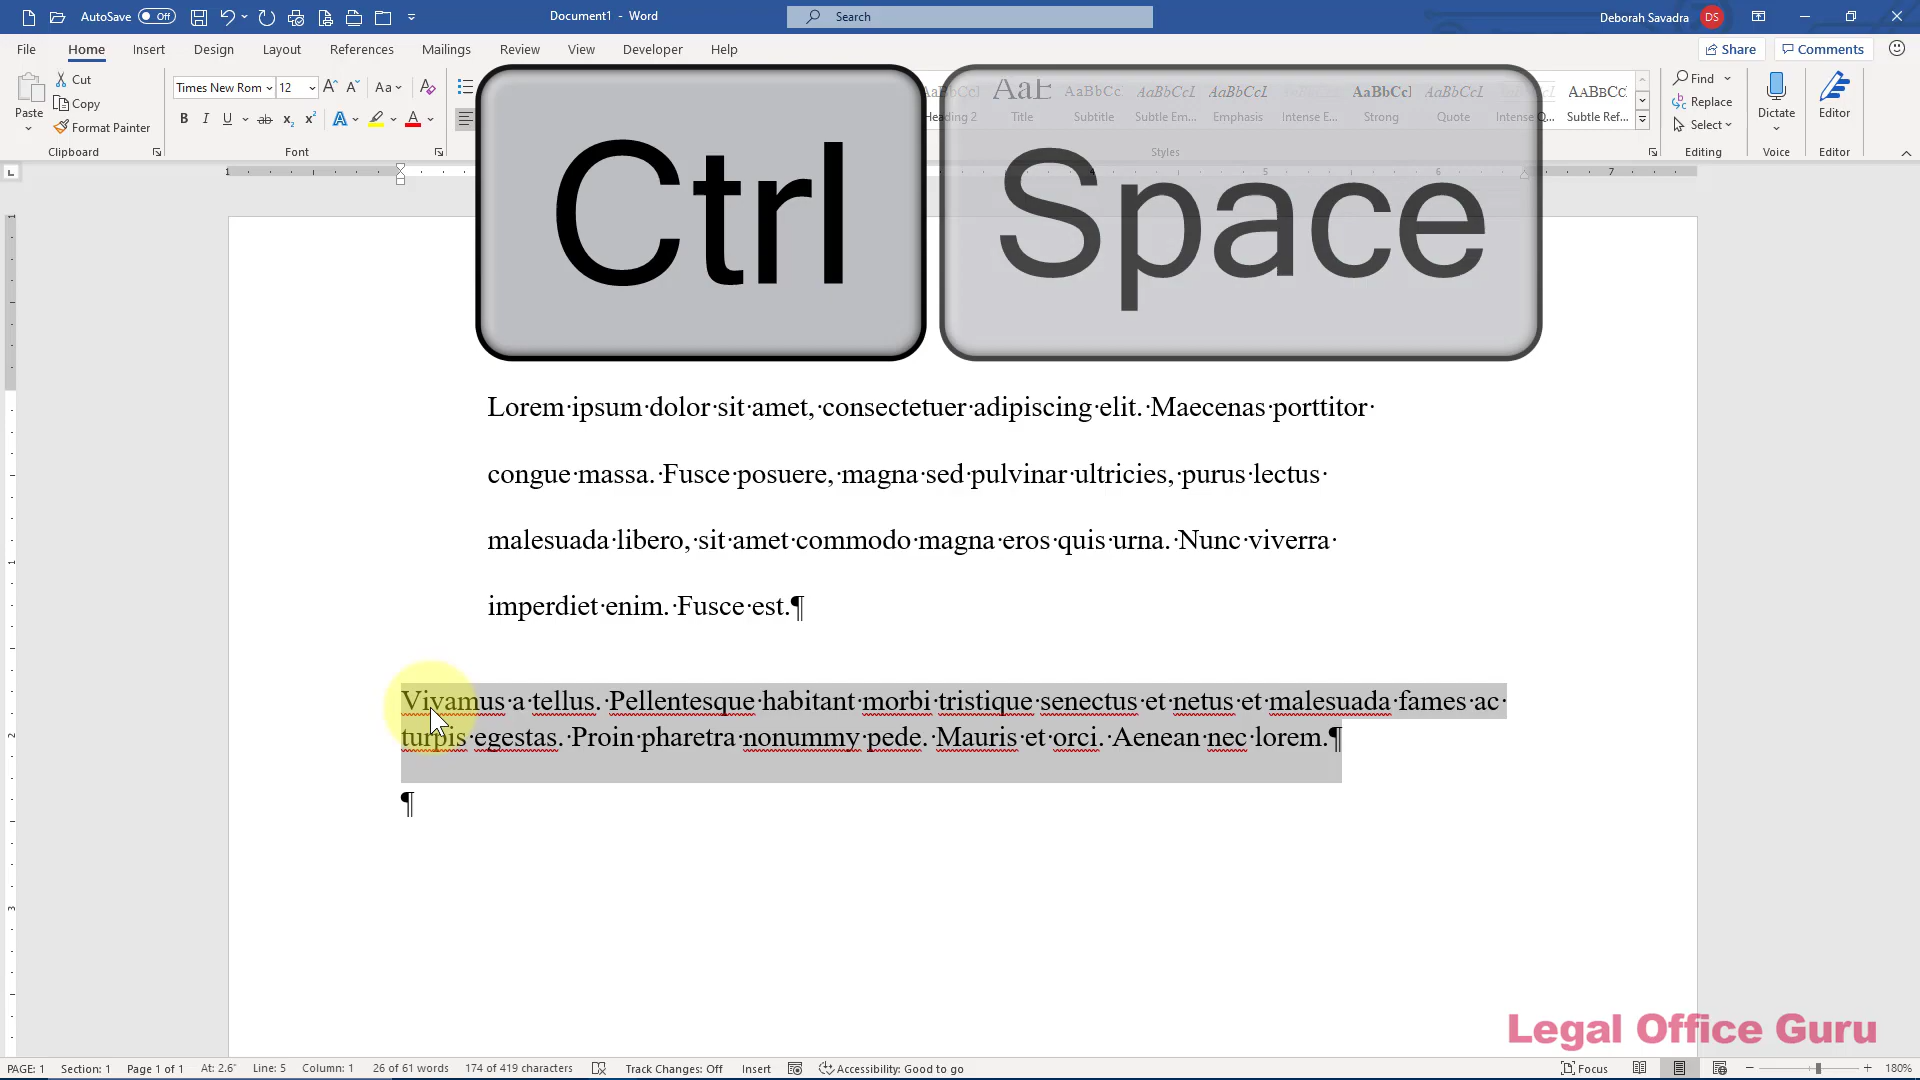 AutoSave Off Document1 - Word Search Deborah Savadra DS
File Home Insert Design Layout References Mailings Review View Developer Help Share Comments
Paste Cut Copy Format Painter Clipboard
Times New Rom 12 Aa Font
Heading 2 Title Subtitle Subtle Em... Emphasis Intense E... Strong Quote Intense Q... Subtle Ref... Styles
Find Replace Select Editing
Dictate Voice
Editor Editor
Ctrl Space
Lorem·ipsum·dolor·sit·amet,·consectetuer·adipiscing·elit.·Maecenas·porttitor·
congue·massa.·Fusce·posuere,·magna·sed·pulvinar·ultricies,·purus·lectus·
malesuada·libero,·sit·amet·commodo·magna·eros·quis·urna.·Nunc·viverra·
imperdiet·enim.·Fusce·est.¶
Vivamus·a·tellus.·Pellentesque·habitant·morbi·tristique·senectus·et·netus·et·malesuada·fames·ac·
turpis·egestas.·Proin·pharetra·nonummy·pede.·Mauris·et·orci.·Aenean·nec·lorem.¶
¶
Legal Office Guru
PAGE: 1 Section: 1 Page 1 of 1 At: 2.6" Line: 5 Column: 1 26 of 61 words 174 of 419 characters Track Changes: Off Insert Accessibility: Good to go Focus 180%